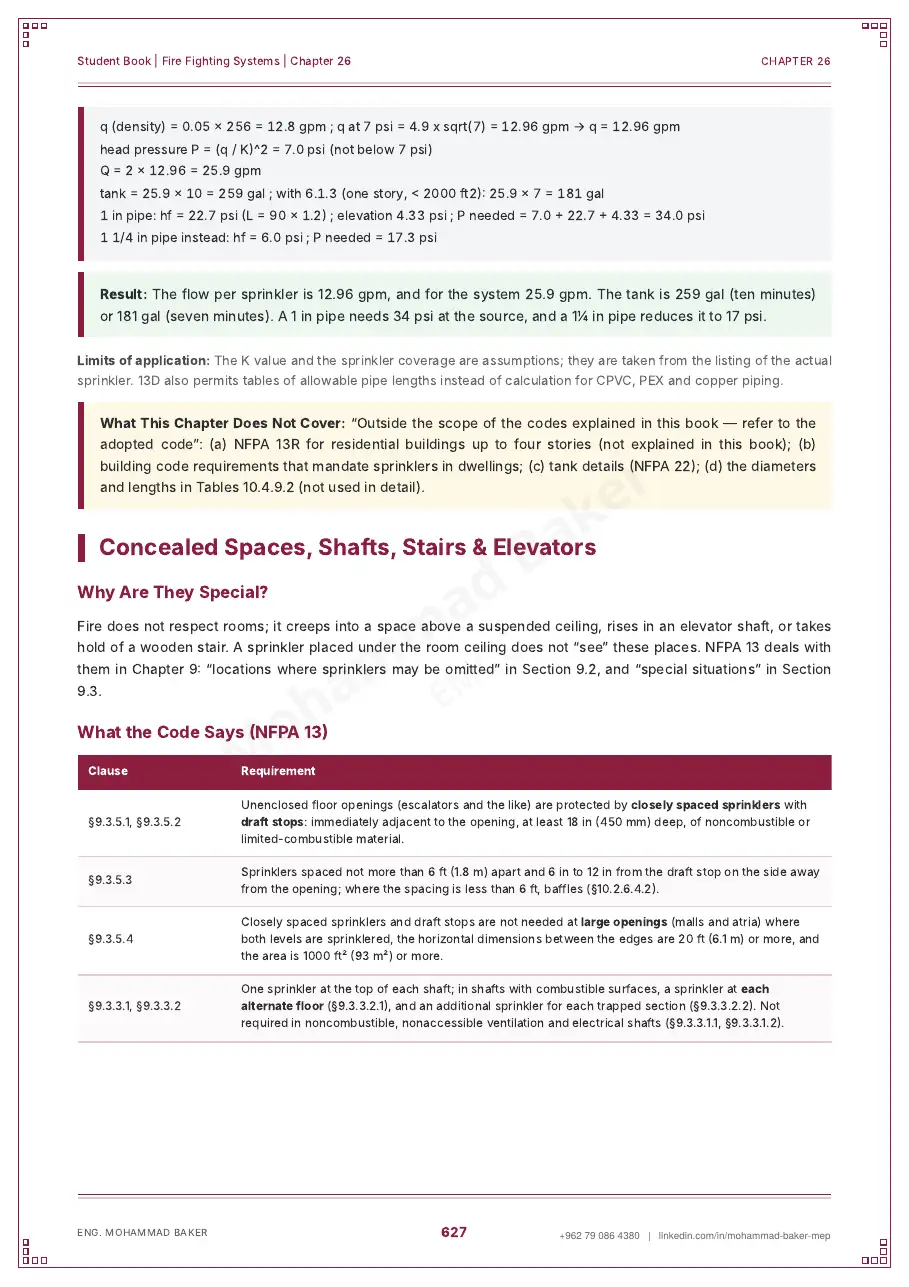 Student Book | Fire Fighting Systems | Chapter 26
CHAPTER 26
q (density) = 0.05 × 256 = 12.8 gpm ; q at 7 psi = 4.9 x sqrt(7) = 12.96 gpm → q = 12.96 gpm
head pressure P = (q / K)^2 = 7.0 psi (not below 7 psi)
Q = 2 × 12.96 = 25.9 gpm
tank = 25.9 × 10 = 259 gal ; with 6.1.3 (one story, < 2000 ft2): 25.9 × 7 = 181 gal
1 in pipe: hf = 22.7 psi (L = 90 × 1.2) ; elevation 4.33 psi ; P needed = 7.0 + 22.7 + 4.33 = 34.0 psi
1 1/4 in pipe instead: hf = 6.0 psi ; P needed = 17.3 psi
Result: The flow per sprinkler is 12.96 gpm, and for the system 25.9 gpm. The tank is 259 gal (ten minutes)
or 181 gal (seven minutes). A 1 in pipe needs 34 psi at the source, and a 1¼ in pipe reduces it to 17 psi.
Limits of application: The K value and the sprinkler coverage are assumptions; they are taken from the listing of the actual
sprinkler. 13D also permits tables of allowable pipe lengths instead of calculation for CPVC, PEX and copper piping.
What This Chapter Does Not Cover: “Outside the scope of the codes explained in this book — refer to the
adopted code”: (a) NFPA 13R for residential buildings up to four stories (not explained in this book); (b)
building code requirements that mandate sprinklers in dwellings; (c) tank details (NFPA 22); (d) the diameters
and lengths in Tables 10.4.9.2 (not used in detail).
Concealed Spaces, Shafts, Stairs & Elevators
Why Are They Special?
Fire does not respect rooms; it creeps into a space above a suspended ceiling, rises in an elevator shaft, or takes
hold of a wooden stair. A sprinkler placed under the room ceiling does not “see” these places. NFPA 13 deals with
them in Chapter 9: “locations where sprinklers may be omitted” in Section 9.2, and “special situations” in Section
9.3.
What the Code Says (NFPA 13)
Clause
Requirement
§9.3.5.1, §9.3.5.2
Unenclosed floor openings (escalators and the like) are protected by closely spaced sprinklers with
draft stops: immediately adjacent to the opening, at least 18 in (450 mm) deep, of noncombustible or
limited-combustible material.
§9.3.5.3
Sprinklers spaced not more than 6 ft (1.8 m) apart and 6 in to 12 in from the draft stop on the side away
from the opening; where the spacing is less than 6 ft, baffles (§10.2.6.4.2).
§9.3.5.4
Closely spaced sprinklers and draft stops are not needed at large openings (malls and atria) where
both levels are sprinklered, the horizontal dimensions between the edges are 20 ft (6.1 m) or more, and
the area is 1000 ft² (93 m²) or more.
§9.3.3.1, §9.3.3.2
One sprinkler at the top of each shaft; in shafts with combustible surfaces, a sprinkler at each
alternate floor (§9.3.3.2.1), and an additional sprinkler for each trapped section (§9.3.3.2.2). Not
required in noncombustible, nonaccessible ventilation and electrical shafts (§9.3.3.1.1, §9.3.3.1.2).
Mohammad Baker
ENG. MOHAMMAD BAKER
627
+962 79 086 4380 | linkedin.com/in/mohammad-baker-mep